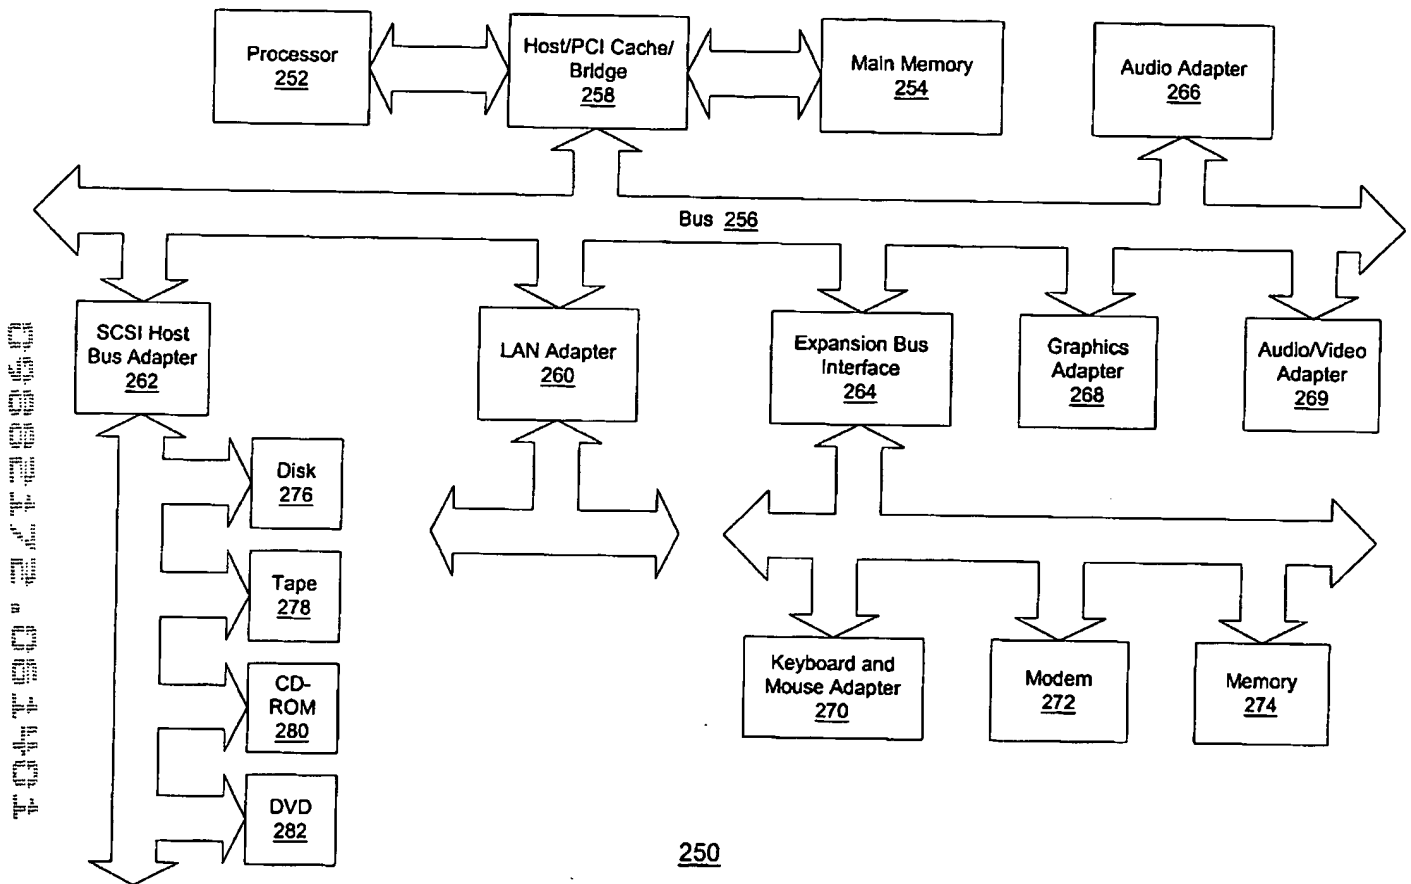 Processor
252
Host/PCI Cache/
Bridge
258
Main Memory
254
Audio Adapter
266
Bus 256
SCSI Host
Bus Adapter
262
LAN Adapter
260
Expansion Bus
Interface
264
Graphics
Adapter
268
Audio/Video
Adapter
269
Disk
276
Tape
278
CD-
ROM
280
DVD
282
Keyboard and
Mouse Adapter
270
Modem
272
Memory
274
250
09882172.061401